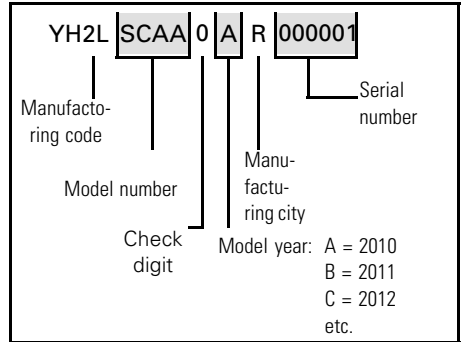 YH2L SCAA 0 A R 000001
Manufacto-
ring code
Serial
number
Model number
Manu-
factu-
ring city
Check
digit
Model year: A = 2010
B = 2011
C = 2012
etc.